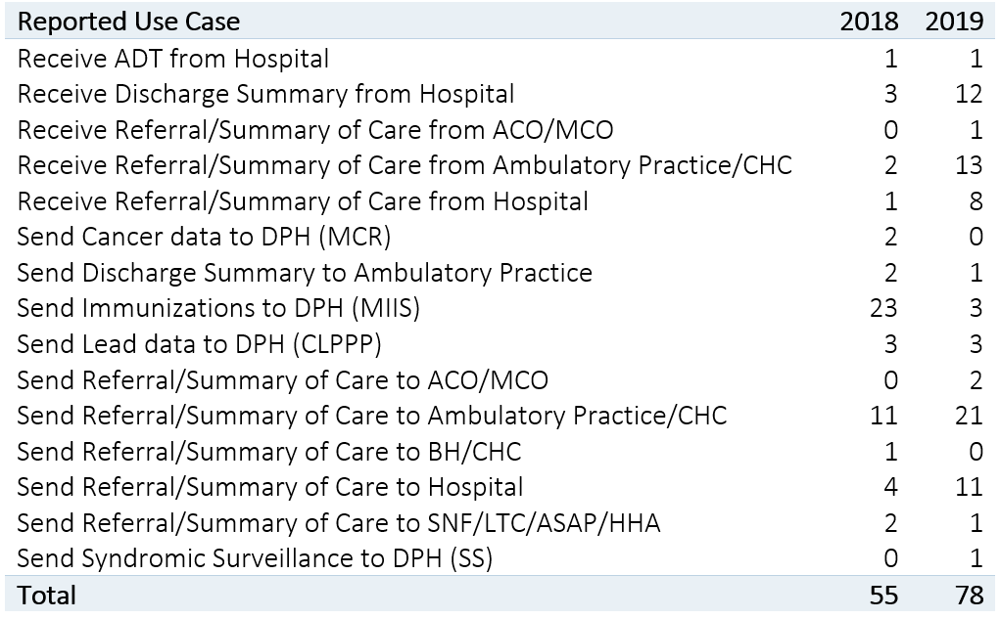 Reported Use Case 2018 2019
Receive ADT from Hospital 1 1
Receive Discharge Summary from Hospital 3 12
Receive Referral/Summary of Care from ACO/MCO 0 1
Receive Referral/Summary of Care from Ambulatory Practice/CHC 2 13
Receive Referral/Summary of Care from Hospital 1 8
Send Cancer data to DPH (MCR) 2 0
Send Discharge Summary to Ambulatory Practice 2 1
Send Immunizations to DPH (MIIS) 23 3
Send Lead data to DPH (CLPPP) 3 3
Send Referral/Summary of Care to ACO/MCO 0 2
Send Referral/Summary of Care to Ambulatory Practice/CHC 11 21
Send Referral/Summary of Care to BH/CHC 1 0
Send Referral/Summary of Care to Hospital 4 11
Send Referral/Summary of Care to SNF/LTC/ASAP/HHA 2 1
Send Syndromic Surveillance to DPH (SS) 0 1
Total 55 78